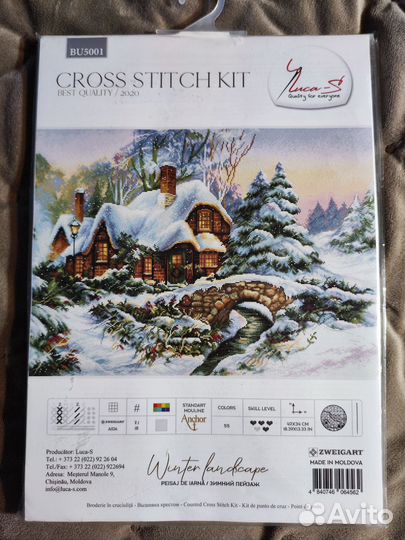 BU5001
CROSS STITCH KIT
BEST QUALITY / 2020
Luca-S
Quality for everyone
ZWEIGART
AIDA
#
STANDART
MOULINE
Anchor
COLORS
SKILL LEVEL
Producător: Luca-S
Tel.: + 373 22 (022) 92 26 04
Tel./Fax: + 373 22 (022) 922694
Adresa: Meșterul Manole 9,
Chișinău, Moldova
info@luca-s.com
Winter landscape
PEISAJ DE IARNĂ / ЗИМНИЙ ПЕЙЗАЖ
ZWEIGART
MADE IN MOLDOVA
4 840746 064562
Broderie în cruciuliță - Вышивка крестом - Counted Cross Stitch Kit - Kit de punto de cruz - Point
Avito